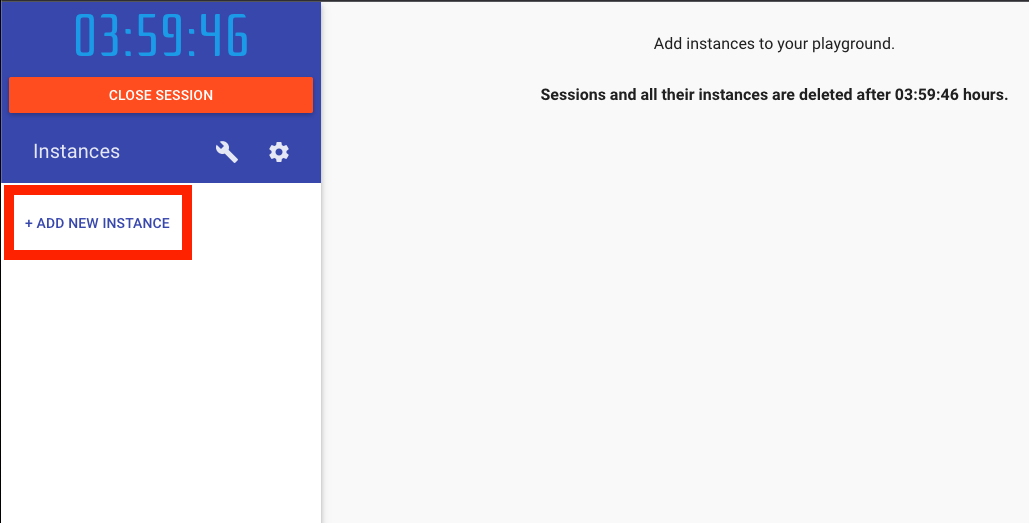 03:59:46
CLOSE SESSION
Instances
+ ADD NEW INSTANCE
Add instances to your playground.
Sessions and all their instances are deleted after 03:59:46 hours.